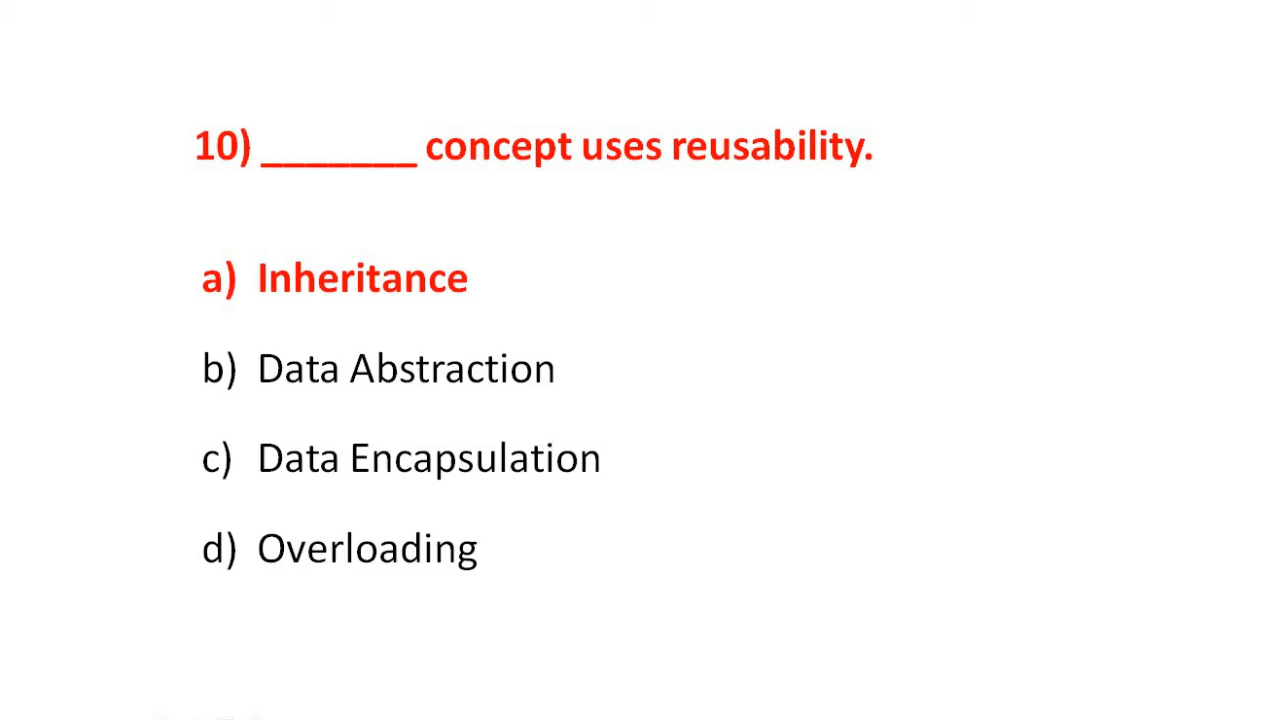 10) _______ concept uses reusability.
a) Inheritance
b) Data Abstraction
c) Data Encapsulation
d) Overloading